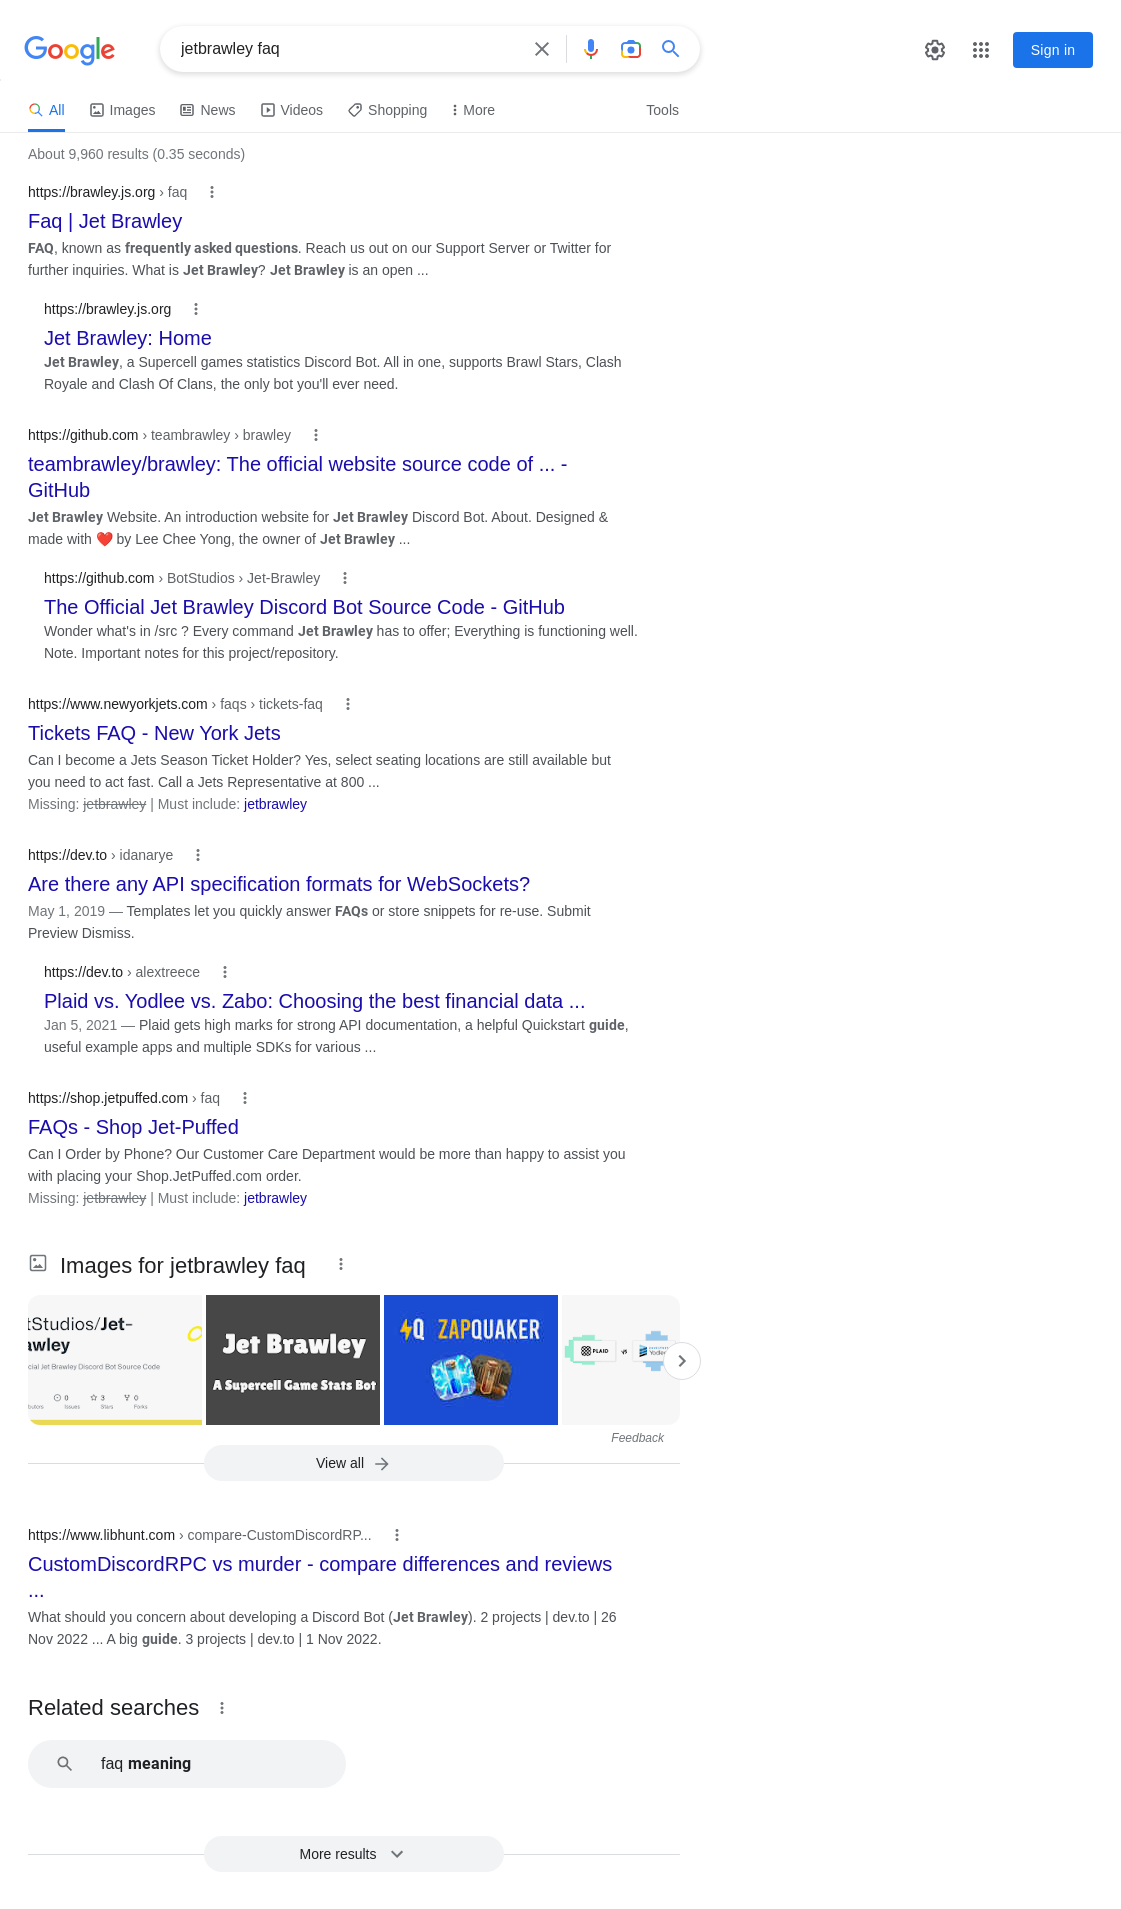 Google
jetbrawley faq
Sign in
All
Images
News
Videos
Shopping
More
Tools
About 9,960 results (0.35 seconds)
https://brawley.js.org › faq
Faq | Jet Brawley
FAQ, known as frequently asked questions. Reach us out on our Support Server or Twitter for
further inquiries. What is Jet Brawley? Jet Brawley is an open ...
https://brawley.js.org
Jet Brawley: Home
Jet Brawley, a Supercell games statistics Discord Bot. All in one, supports Brawl Stars, Clash
Royale and Clash Of Clans, the only bot you'll ever need.
https://github.com › teambrawley › brawley
teambrawley/brawley: The official website source code of ... -
GitHub
Jet Brawley Website. An introduction website for Jet Brawley Discord Bot. About. Designed &
made with ❤️ by Lee Chee Yong, the owner of Jet Brawley ...
https://github.com › BotStudios › Jet-Brawley
The Official Jet Brawley Discord Bot Source Code - GitHub
Wonder what's in /src ? Every command Jet Brawley has to offer; Everything is functioning well.
Note. Important notes for this project/repository.
https://www.newyorkjets.com › faqs › tickets-faq
Tickets FAQ - New York Jets
Can I become a Jets Season Ticket Holder? Yes, select seating locations are still available but
you need to act fast. Call a Jets Representative at 800 ...
Missing: jetbrawley | Must include: jetbrawley
https://dev.to › idanarye
Are there any API specification formats for WebSockets?
May 1, 2019 — Templates let you quickly answer FAQs or store snippets for re-use. Submit
Preview Dismiss.
https://dev.to › alextreece
Plaid vs. Yodlee vs. Zabo: Choosing the best financial data ...
Jan 5, 2021 — Plaid gets high marks for strong API documentation, a helpful Quickstart guide,
useful example apps and multiple SDKs for various ...
https://shop.jetpuffed.com › faq
FAQs - Shop Jet-Puffed
Can I Order by Phone? Our Customer Care Department would be more than happy to assist you
with placing your Shop.JetPuffed.com order.
Missing: jetbrawley | Must include: jetbrawley
Images for jetbrawley faq
tStudios/Jet-
awley
cial Jet Brawley Discord Bot Source Code
0
3
0
butors
Issues
Stars
Forks
Jet Brawley
A Supercell Game Stats Bot
Q ZAPQUAKER
PLAID
vs
Yodlee
Feedback
View all
https://www.libhunt.com › compare-CustomDiscordRP...
CustomDiscordRPC vs murder - compare differences and reviews
...
What should you concern about developing a Discord Bot (Jet Brawley). 2 projects | dev.to | 26
Nov 2022 ... A big guide. 3 projects | dev.to | 1 Nov 2022.
Related searches
faq meaning
More results